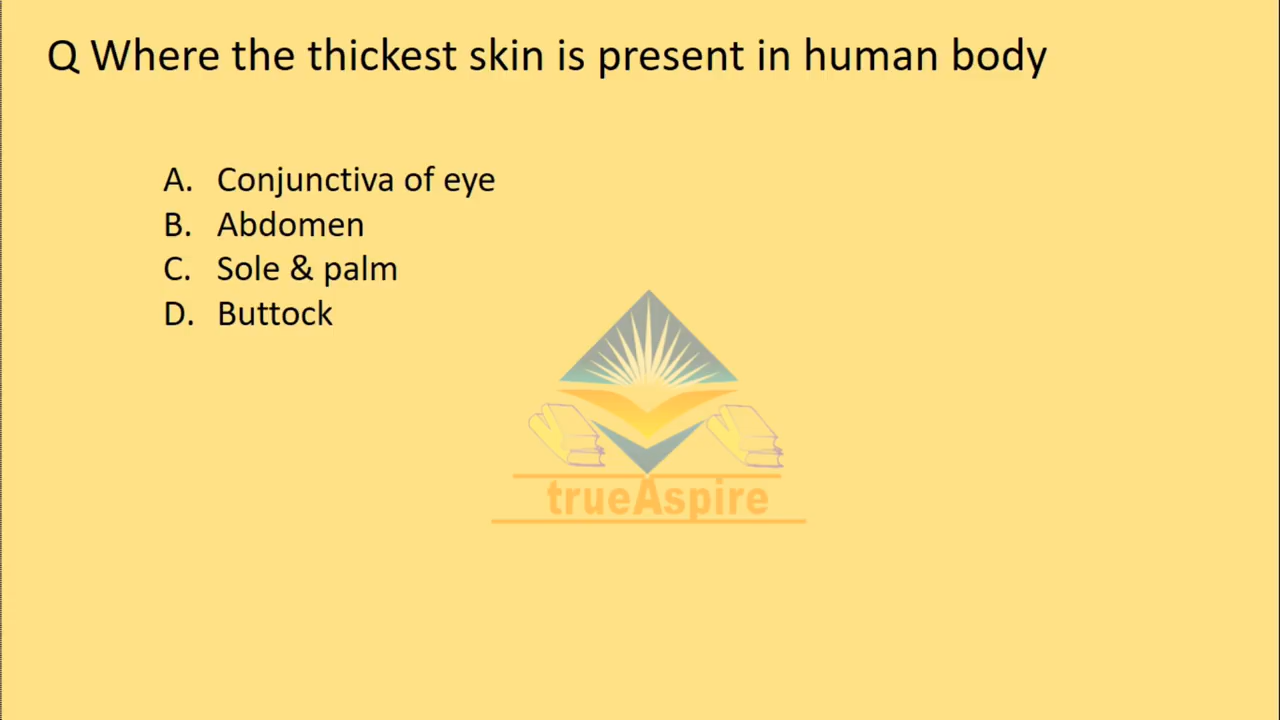 Q Where the thickest skin is present in human body
A. Conjunctiva of eye
B. Abdomen
C. Sole & palm
D. Buttock
trueAspire